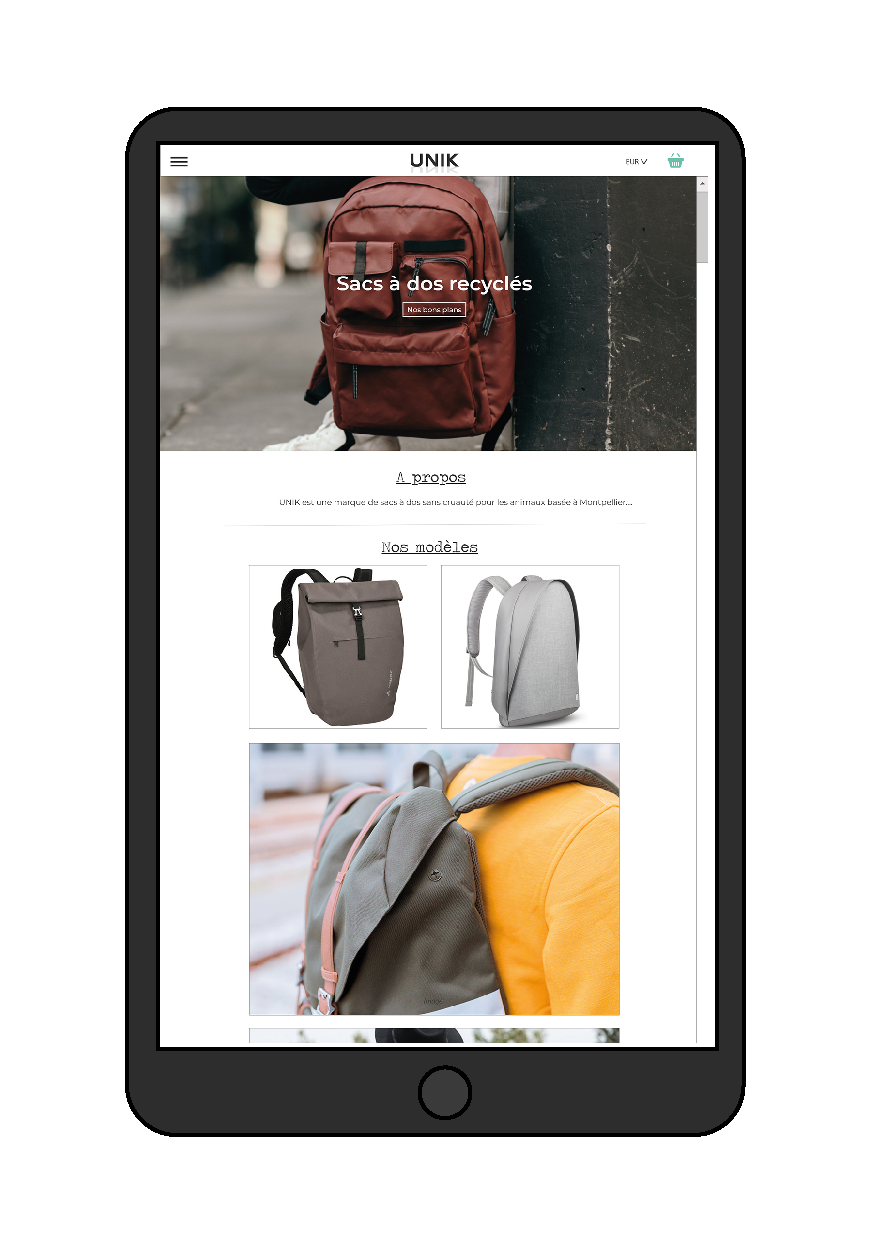 UNIK
EUR
Sacs à dos recyclés
Nos bons plans
A propos
UNIK est une marque de sacs à dos sans cruauté pour les animaux basée à Montpellier...
Nos modèles